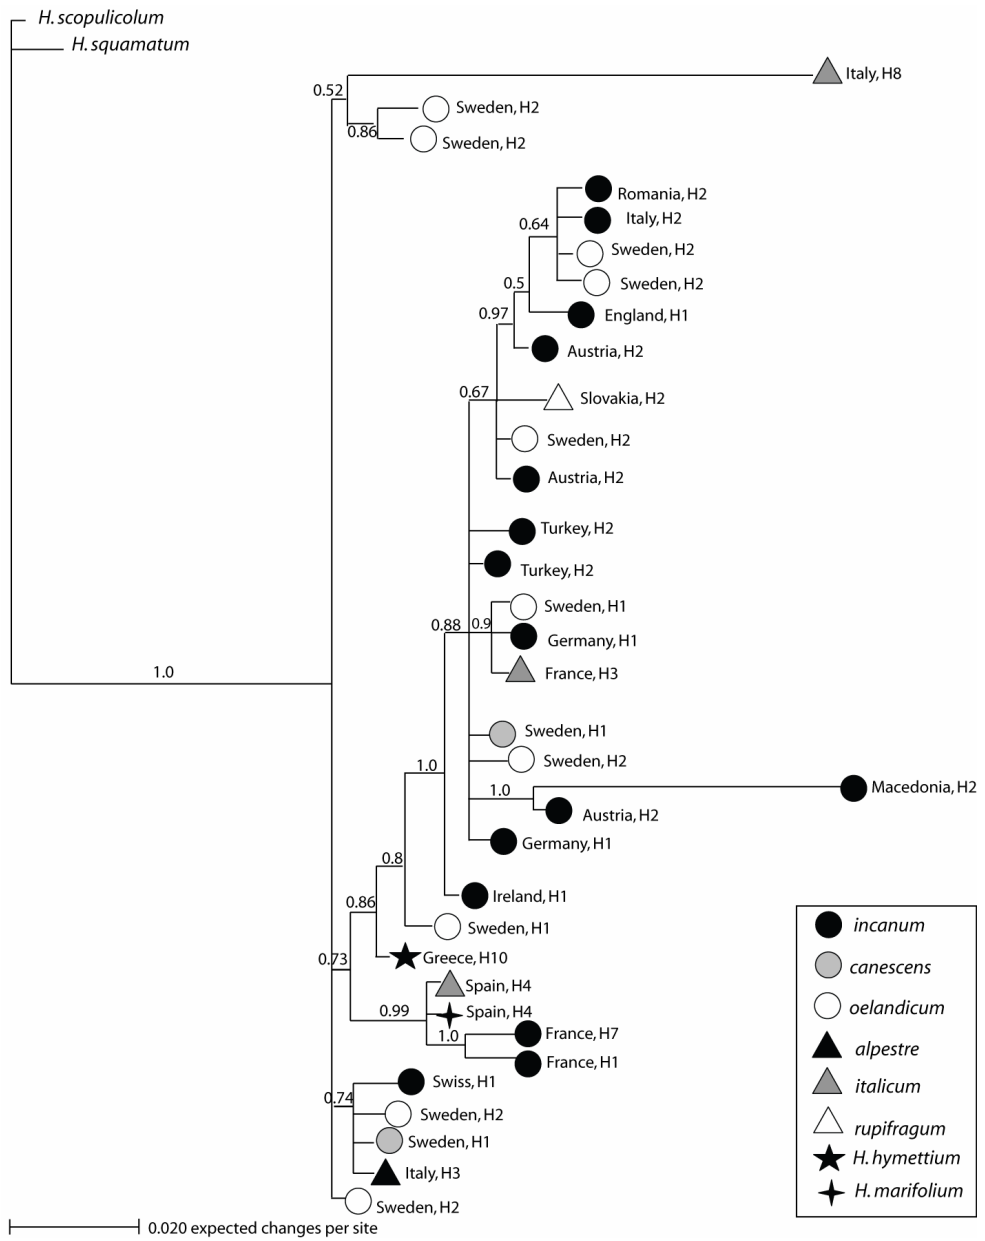 H. scopulicolum
H. squamatum
Italy, H8
0.52
Sweden, H2
0.86
Sweden, H2
Romania, H2
Italy, H2
0.64
Sweden, H2
Sweden, H2
0.5
England, H1
0.97
Austria, H2
0.67
Slovakia, H2
Sweden, H2
Austria, H2
Turkey, H2
Turkey, H2
Sweden, H1
0.88
0.9
Germany, H1
France, H3
1.0
Sweden, H1
Sweden, H2
1.0
Macedonia, H2
1.0
Austria, H2
Germany, H1
0.8
Ireland, H1
0.86
Sweden, H1
Greece, H10
0.73
Spain, H4
0.99
Spain, H4
1.0
France, H7
France, H1
Swiss, H1
0.74
Sweden, H2
Sweden, H1
Italy, H3
Sweden, H2
0.020 expected changes per site
incanum
canescens
oelandicum
alpestre
italicum
rupifragum
H. hymettium
H. marifolium